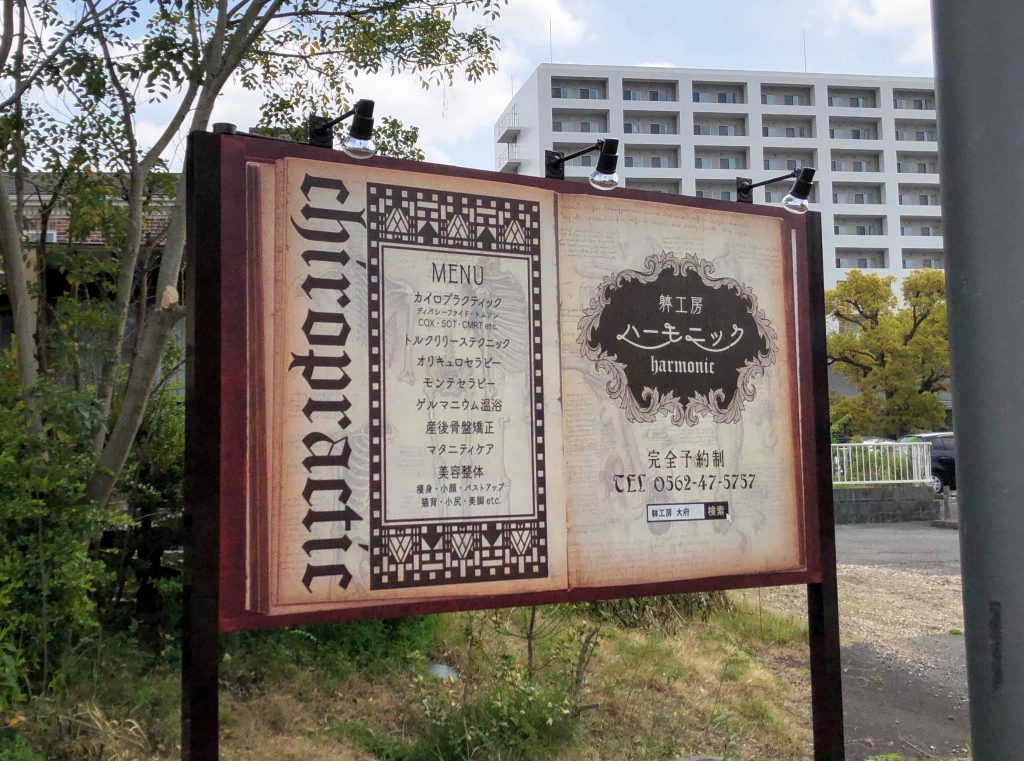 chiropractic
MENU
カイロプラクティック
ディバシーファイド・トムソン
COX・SOT・CMRT etc.
トルクリリーステクニック
オリキュロセラピー
モンテセラピー
ゲルマニウム温浴
産後骨盤矯正
マタニティケア
美容整体
痩身・小顔・バストアップ
猫背・小尻・美脚 etc.
躰工房
ハーモニック
harmonic
完全予約制
TEL 0562-47-5757
躰工房 大府 検索